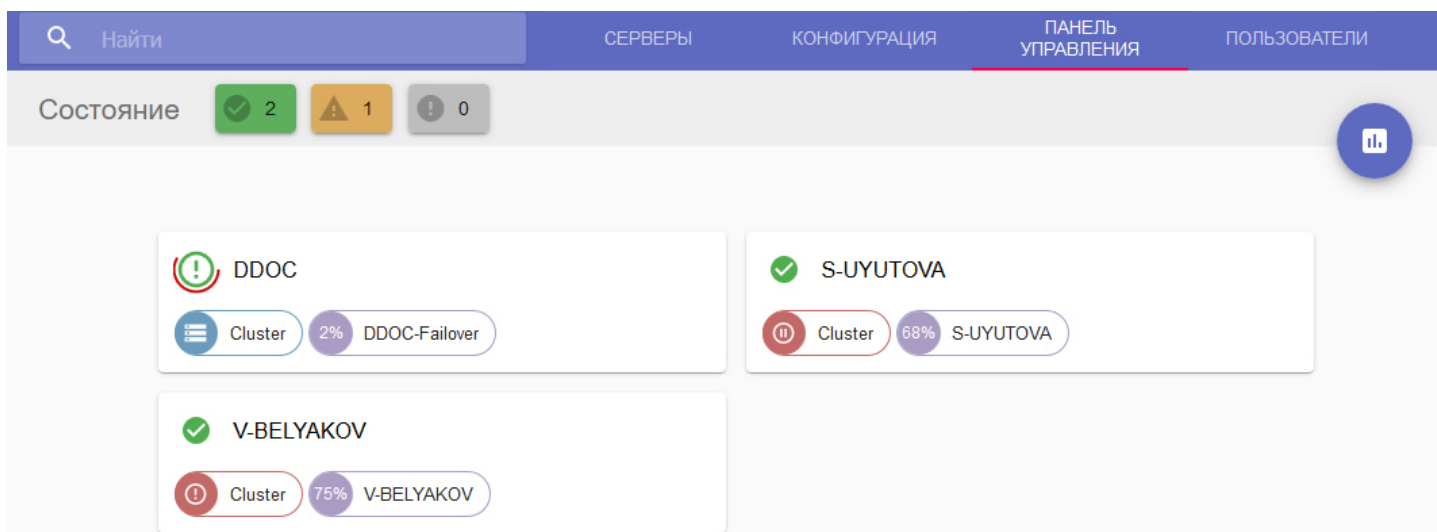 Найти
СЕРВЕРЫ
КОНФИГУРАЦИЯ
ПАНЕЛЬ
УПРАВЛЕНИЯ
ПОЛЬЗОВАТЕЛИ
Состояние 2 1 0
DDOC
Cluster 2% DDOC-Failover
S-UYUTOVA
Cluster 68% S-UYUTOVA
V-BELYAKOV
Cluster 75% V-BELYAKOV